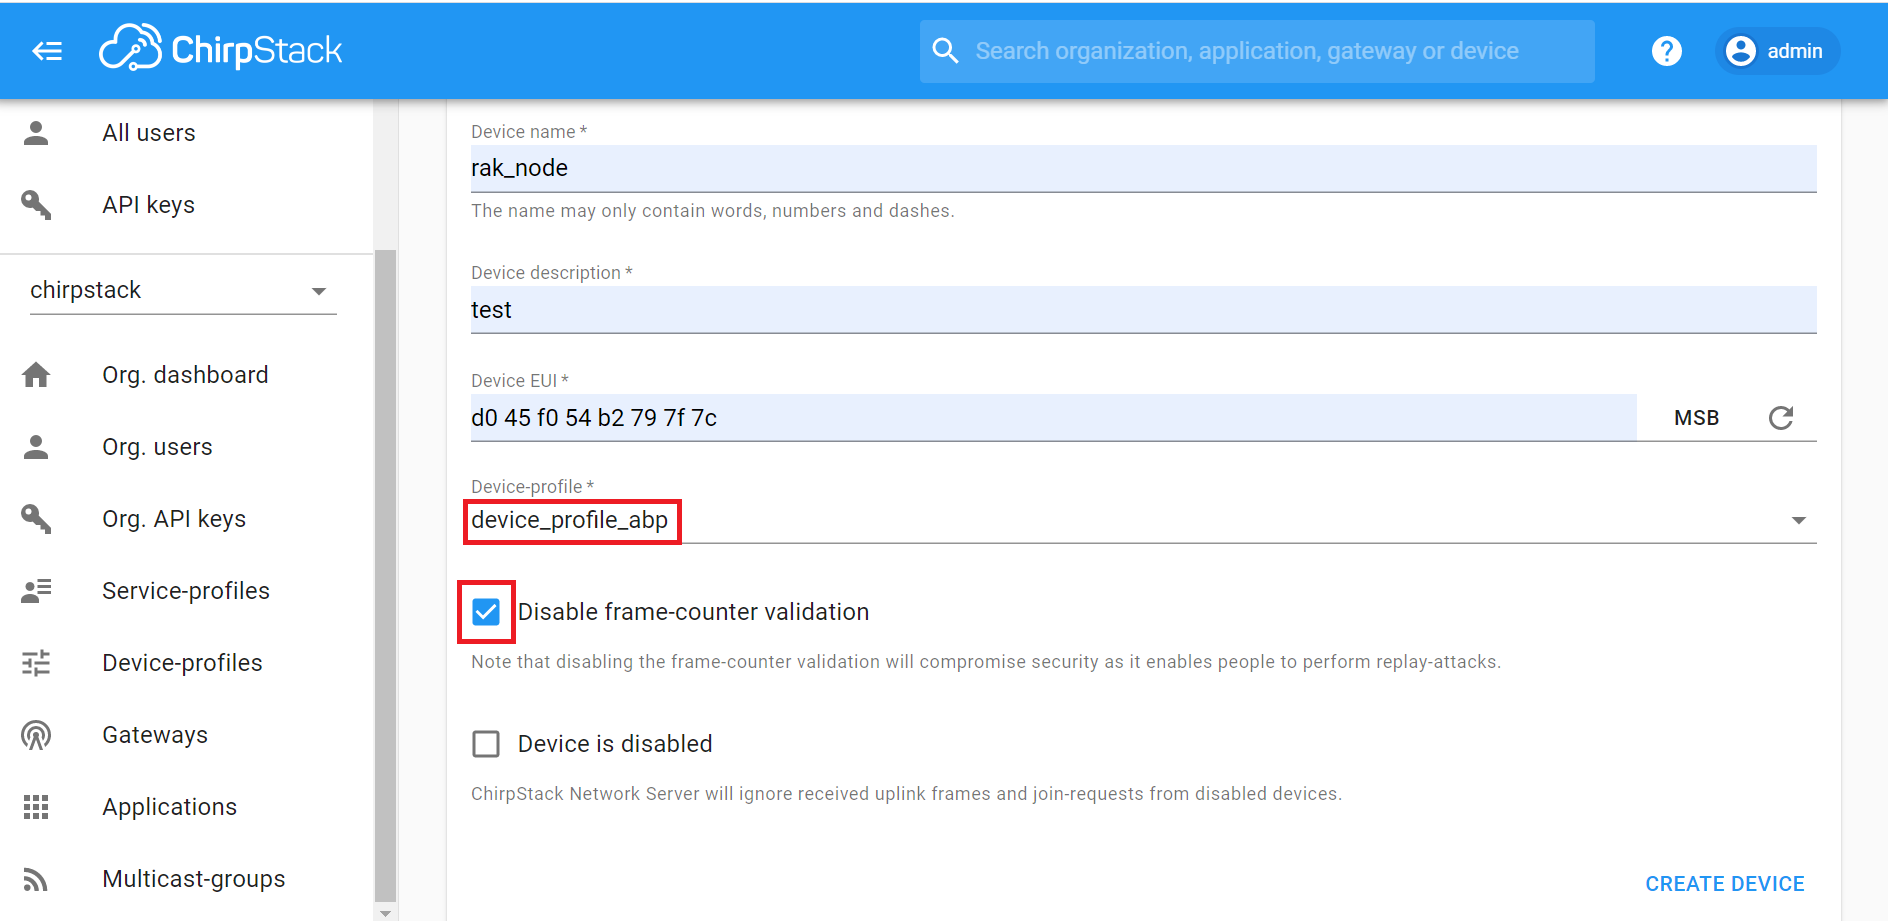 ChirpStack
Search organization, application, gateway or device
?
admin
All users
API keys
chirpstack
Org. dashboard
Org. users
Org. API keys
Service-profiles
Device-profiles
Gateways
Applications
Multicast-groups
Device name *
rak_node
The name may only contain words, numbers and dashes.
Device description *
test
Device EUI *
d0 45 f0 54 b2 79 7f 7c MSB
Device-profile *
device_profile_abp
Disable frame-counter validation
Note that disabling the frame-counter validation will compromise security as it enables people to perform replay-attacks.
Device is disabled
ChirpStack Network Server will ignore received uplink frames and join-requests from disabled devices.
CREATE DEVICE